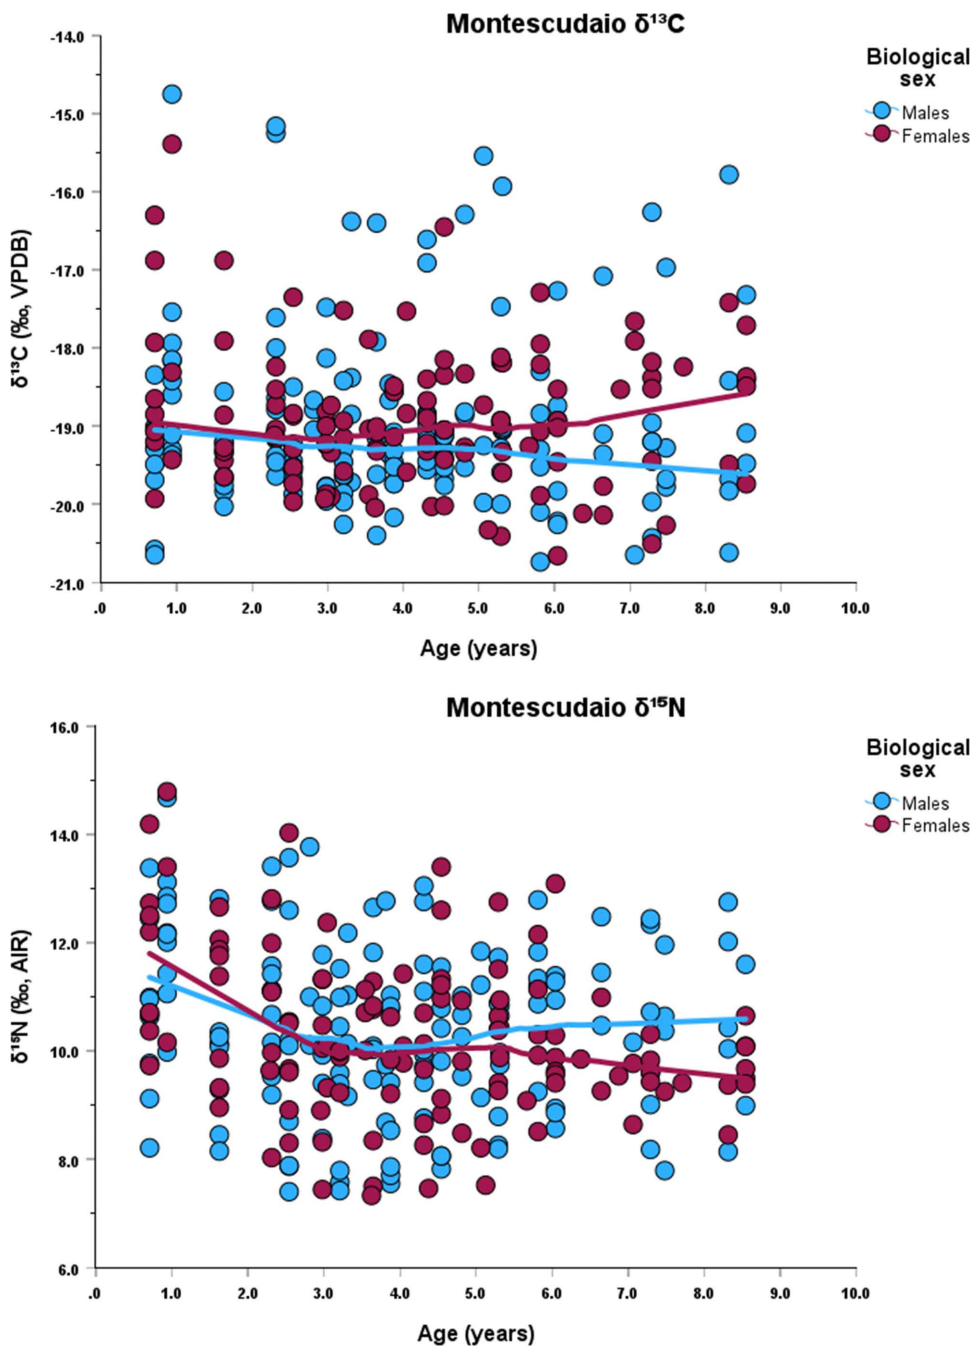 Montescudaio δ¹³C
-14.0
-15.0
-16.0
-17.0
-18.0
-19.0
-20.0
-21.0
δ¹³C (‰, VPDB)
.0 1.0 2.0 3.0 4.0 5.0 6.0 7.0 8.0 9.0 10.0
Age (years)
Biological
sex
Males
Females
Montescudaio δ¹⁵N
16.0
14.0
12.0
10.0
8.0
6.0
δ¹⁵N (‰, AIR)
.0 1.0 2.0 3.0 4.0 5.0 6.0 7.0 8.0 9.0 10.0
Age (years)
Biological
sex
Males
Females